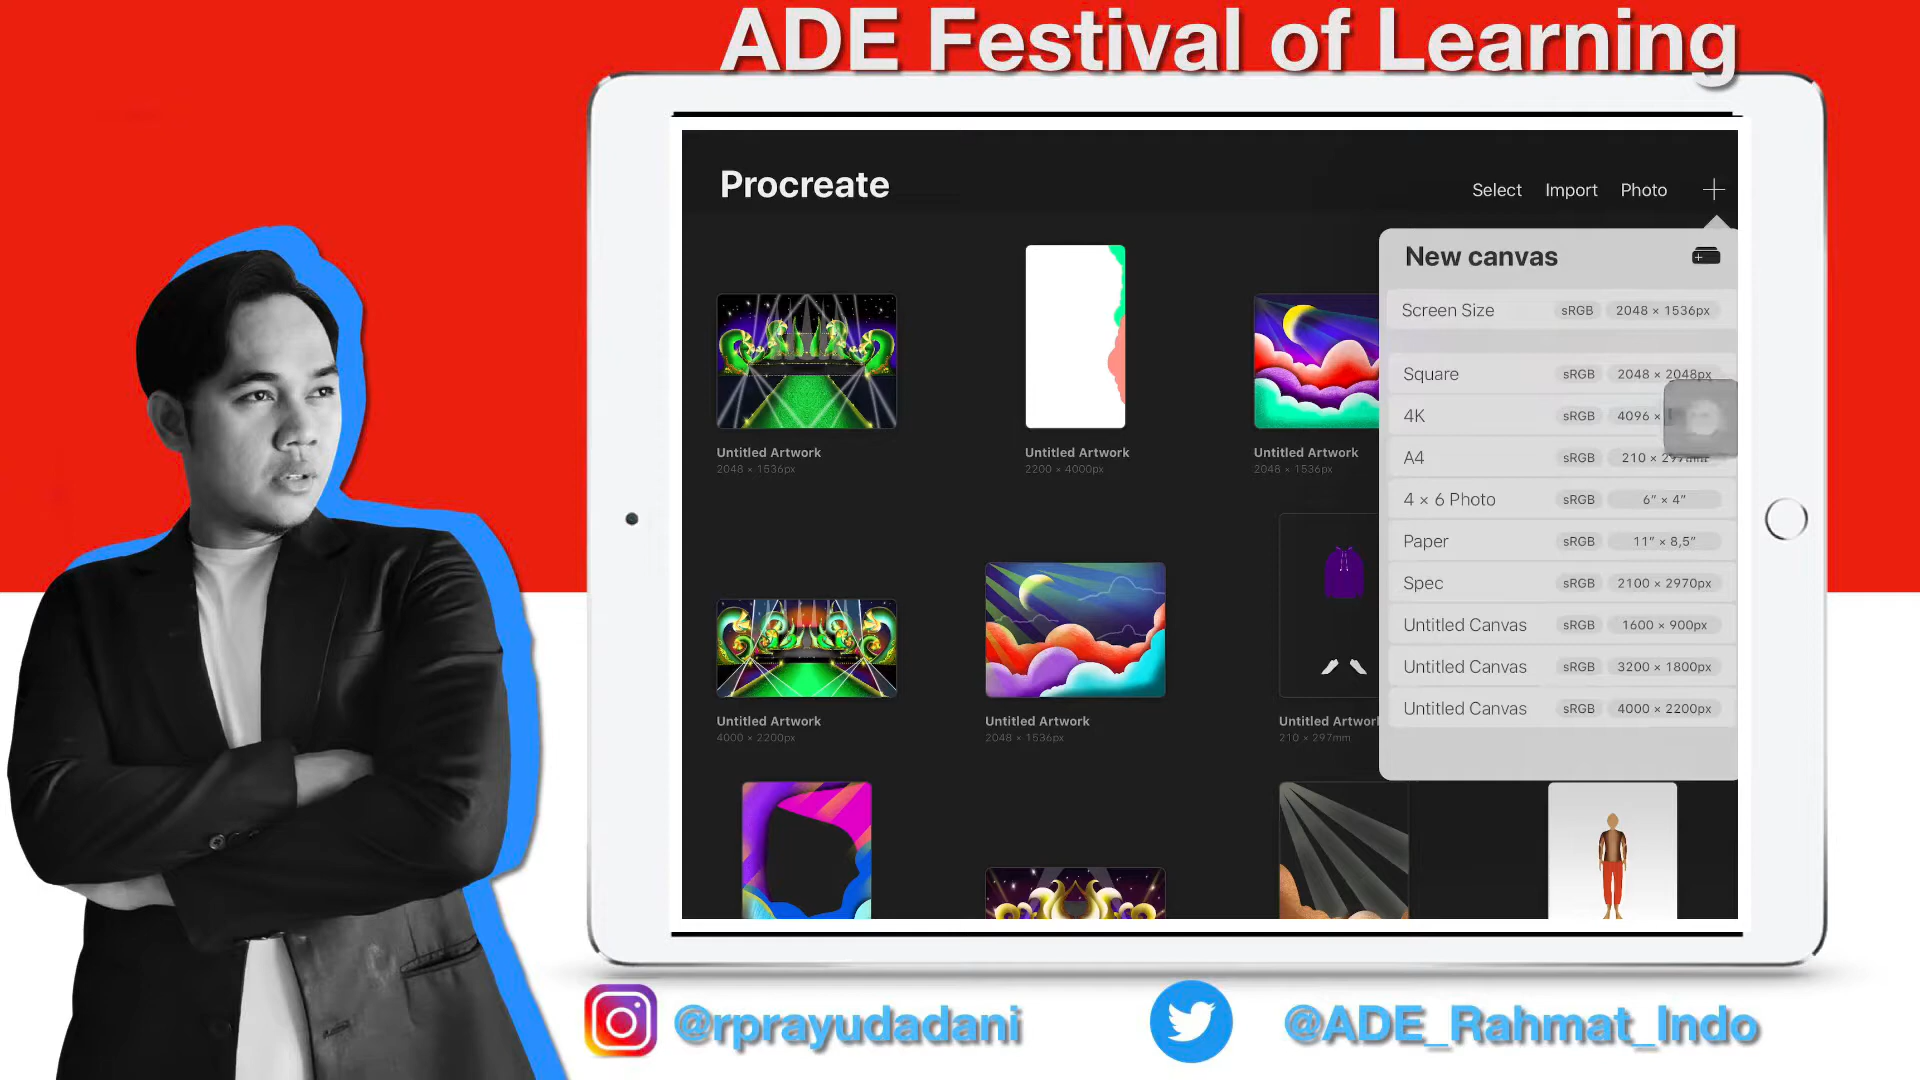 ADE Festival of Learning
Procreate
Select Import Photo
New canvas
Screen Size sRGB 2048 × 1536px
Square sRGB 2048 × 2048px
4K sRGB 4096 ×
A4 sRGB 210 × 297mm
4 × 6 Photo sRGB 6" × 4"
Paper sRGB 11" × 8,5"
Spec sRGB 2100 × 2970px
Untitled Canvas sRGB 1600 × 900px
Untitled Canvas sRGB 3200 × 1800px
Untitled Canvas sRGB 4000 × 2200px
Untitled Artwork
2048 × 1536px
Untitled Artwork
2200 × 4000px
Untitled Artwork
2048 × 1536px
Untitled Artwork
4000 × 2200px
Untitled Artwork
2048 × 1536px
Untitled Artwork
210 × 297mm
@rprayudadani
@ADE_Rahmat_Indo